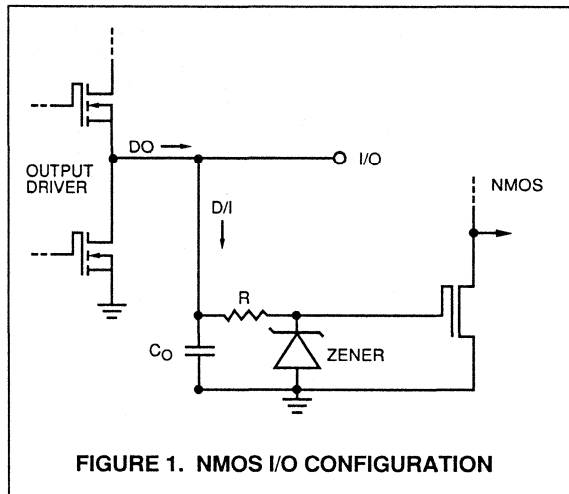 DO
I/O
OUTPUT
DRIVER
NMOS
D/I
R
CO
ZENER
FIGURE 1. NMOS I/O CONFIGURATION